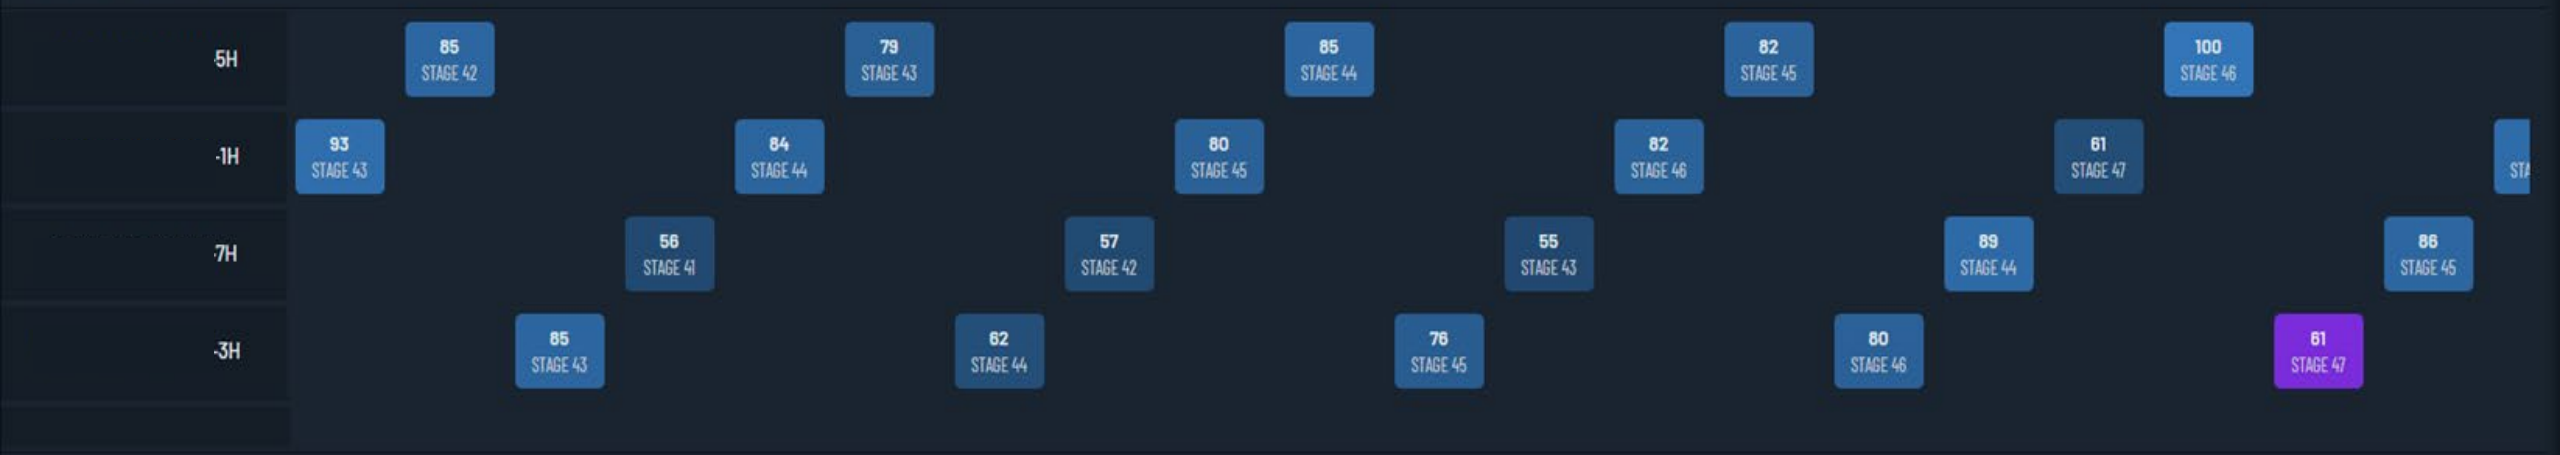 -5H
85
STAGE 42
79
STAGE 43
85
STAGE 44
82
STAGE 45
100
STAGE 46
-1H
93
STAGE 43
84
STAGE 44
80
STAGE 45
82
STAGE 46
61
STAGE 47
-7H
56
STAGE 41
57
STAGE 42
55
STAGE 43
89
STAGE 44
86
STAGE 45
-3H
85
STAGE 43
62
STAGE 44
76
STAGE 45
80
STAGE 46
61
STAGE 47